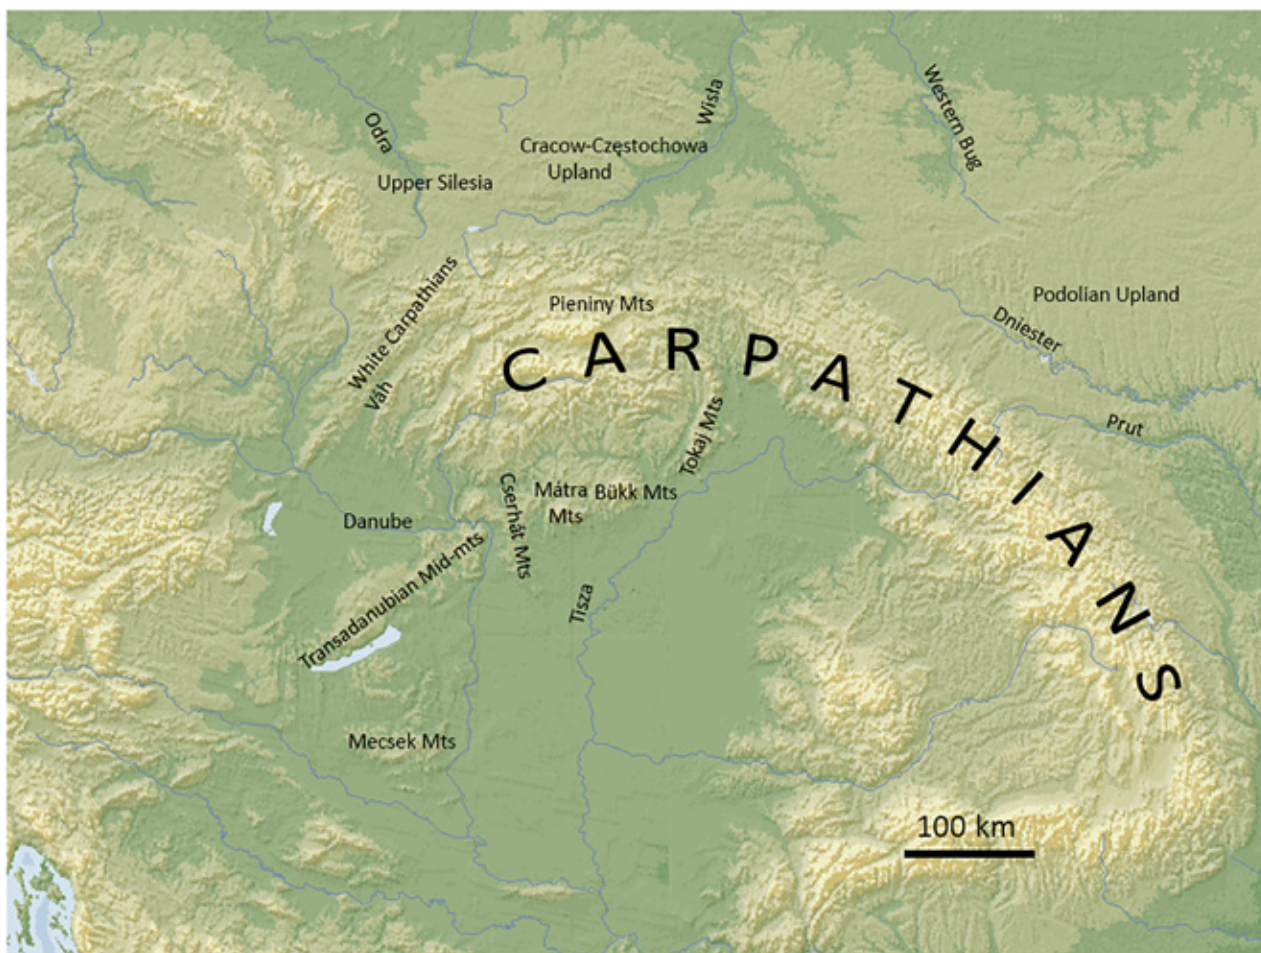 Wisła
Western Bug
Odra
Cracow-Częstochowa
Upland
Upper Silesia
White Carpathians
Váh
Pieniny Mts
Podolian Upland
Dniester
CARPATHIANS
Prut
Tokaj Mts
Cserhát Mts
Mátra
Mts
Bükk Mts
Danube
Transadanubian Mid-mts
Tisza
Mecsek Mts
100 km